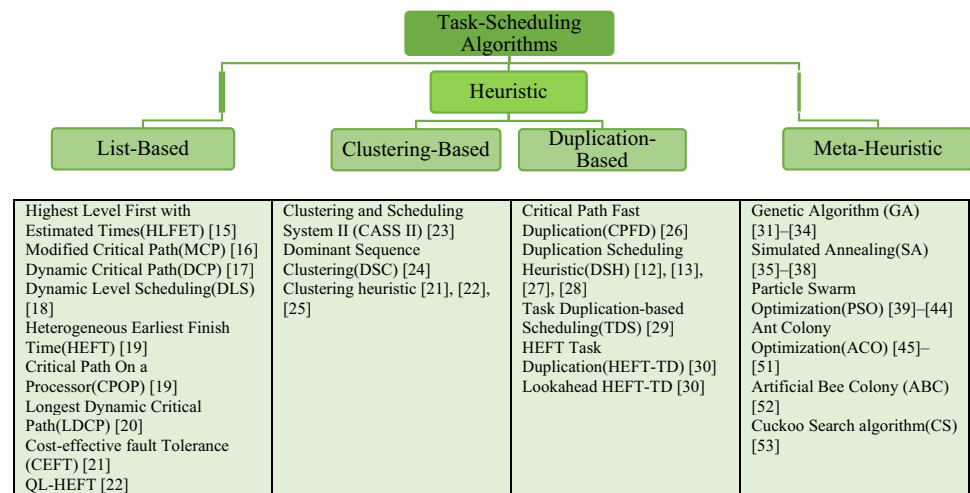 Task-Scheduling
Algorithms
Heuristic
List-Based
Clustering-Based
Duplication-
Based
Meta-Heuristic
Highest Level First with
Estimated Times(HLFET) [15]
Modified Critical Path(MCP) [16]
Dynamic Critical Path(DCP) [17]
Dynamic Level Scheduling(DLS)
[18]
Heterogeneous Earliest Finish
Time(HEFT) [19]
Critical Path On a
Processor(CPOP) [19]
Longest Dynamic Critical
Path(LDCP) [20]
Cost-effective fault Tolerance
(CEFT) [21]
QL-HEFT [22]
Clustering and Scheduling
System II (CASS II) [23]
Dominant Sequence
Clustering(DSC) [24]
Clustering heuristic [21], [22],
[25]
Critical Path Fast
Duplication(CPFD) [26]
Duplication Scheduling
Heuristic(DSH) [12], [13],
[27], [28]
Task Duplication-based
Scheduling(TDS) [29]
HEFT Task
Duplication(HEFT-TD) [30]
Lookahead HEFT-TD [30]
Genetic Algorithm (GA)
[31]–[34]
Simulated Annealing(SA)
[35]–[38]
Particle Swarm
Optimization(PSO) [39]–[44]
Ant Colony
Optimization(ACO) [45]–
[51]
Artificial Bee Colony (ABC)
[52]
Cuckoo Search algorithm(CS)
[53]